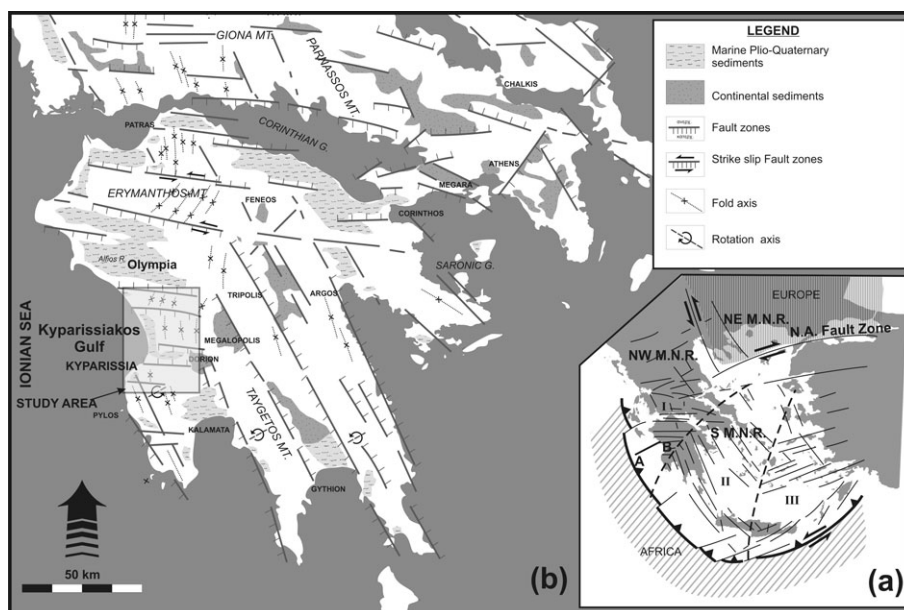 GIONA MT.
PARNASSOS MT.
CHALKIS
PATRAS
CORINTHIAN G.
ATHENS
MEGARA
ERYMANTHOS MT.
FENEOS
CORINTHOS
Alfios R.
Olympia
SARONIC G.
TRIPOLIS
ARGOS
IONIAN SEA
Kyparissiakos
Gulf
MEGALOPOLIS
KYPARISSIA
DORION
STUDY AREA
PYLOS
KALAMATA
TAYGETOS MT.
GYTHION
50 km
(b)
LEGEND
Marine Plio-Quaternary
sediments
Continental sediments
Fault zones
Strike slip Fault zones
Fold axis
Rotation axis
EUROPE
NE M.N.R.
N.A. Fault Zone
NW M.N.R.
I
S M.N.R.
B
A
II
III
AFRICA
(a)